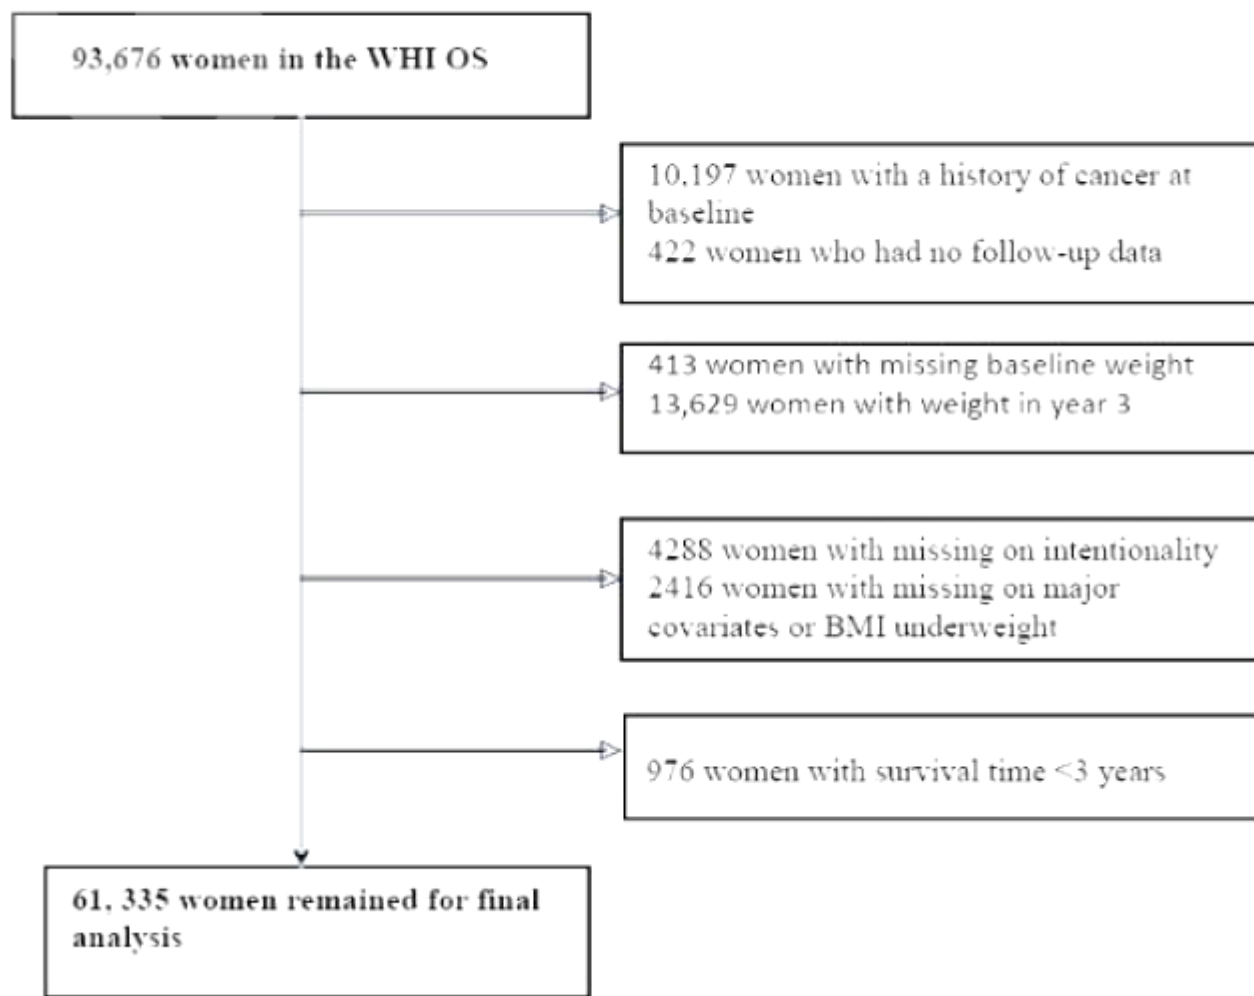 93,676 women in the WHI OS
10,197 women with a history of cancer at
baseline
422 women who had no follow-up data
413 women with missing baseline weight
13,629 women with weight in year 3
4288 women with missing on intentionality
2416 women with missing on major
covariates or BMI underweight
976 women with survival time <3 years
61, 335 women remained for final
analysis